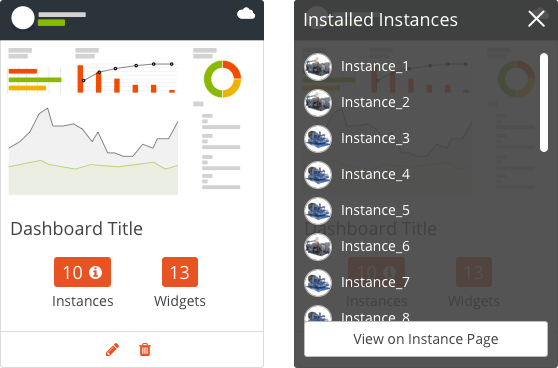 Dashboard Title
10
13
Instances
Widgets
Installed Instances
Instance_1
Instance_2
Instance_3
Instance_4
Instance_5
Instance_6
Instance_7
Instance_8
View on Instance Page